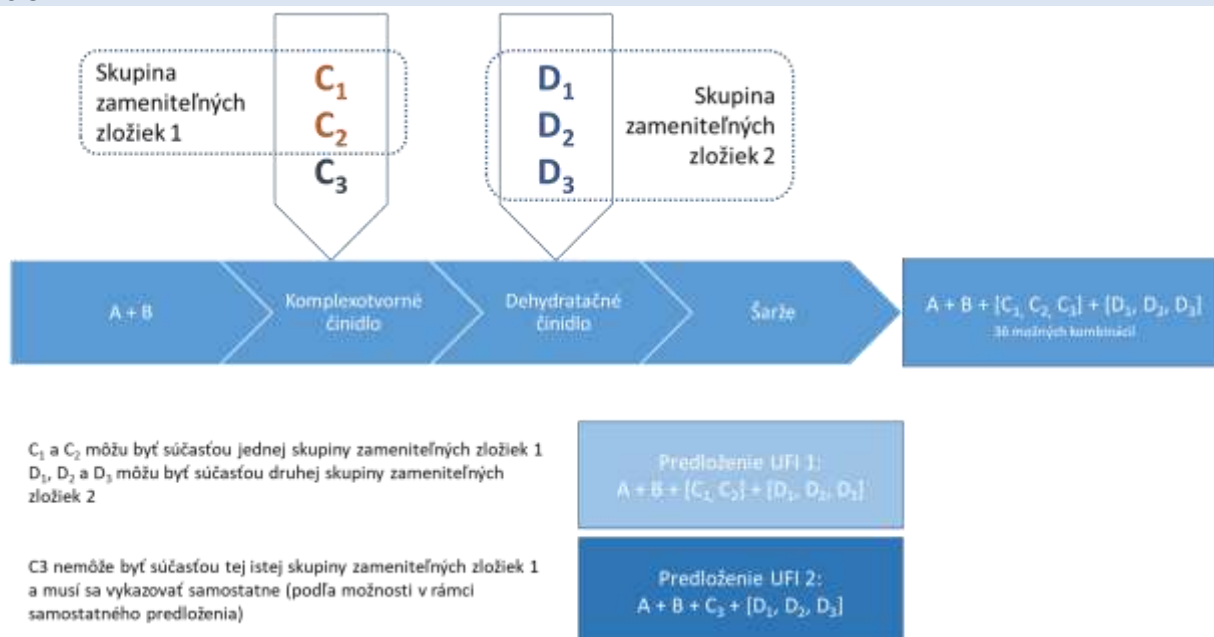 Skupina
zameniteľných
zložiek 1
C₁
C₂
C₃
D₁
D₂
D₃
Skupina
zameniteľných
zložiek 2
A + B
Komplexotvorné
činidlo
Dehydratačné
činidlo
Šarže
A + B + [C₁, C₂, C₃] + [D₁, D₂, D₃]
36 možných kombinácií
C₁ a C₂ môžu byť súčasťou jednej skupiny zameniteľných zložiek 1
D₁, D₂ a D₃ môžu byť súčasťou druhej skupiny zameniteľných
zložiek 2
Predloženie UFI 1:
A + B + [C₁, C₂] + [D₁, D₂, D₃]
C3 nemôže byť súčasťou tej istej skupiny zameniteľných zložiek 1
a musí sa vykazovať samostatne (podľa možnosti v rámci
samostatného predloženia)
Predloženie UFI 2:
A + B + C₃ + [D₁, D₂, D₃]